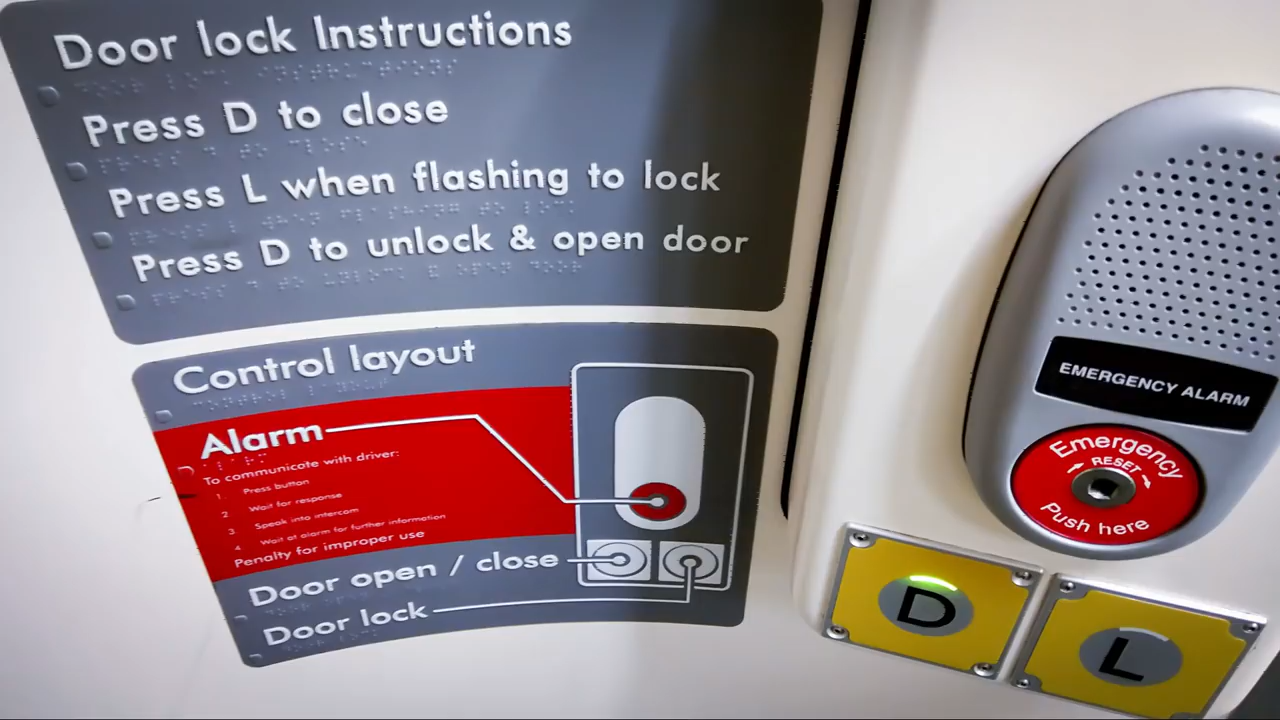 Door lock Instructions
Press D to close
Press L when flashing to lock
Press D to unlock & open door
Control layout
Alarm
To communicate with driver:
1. Press button
2 Wait for response
3 Speak into intercom
4 Wait at alarm for further information
Penalty for improper use
Door open / close
Door lock
EMERGENCY ALARM
Emergency
RESET
Push here
D
L